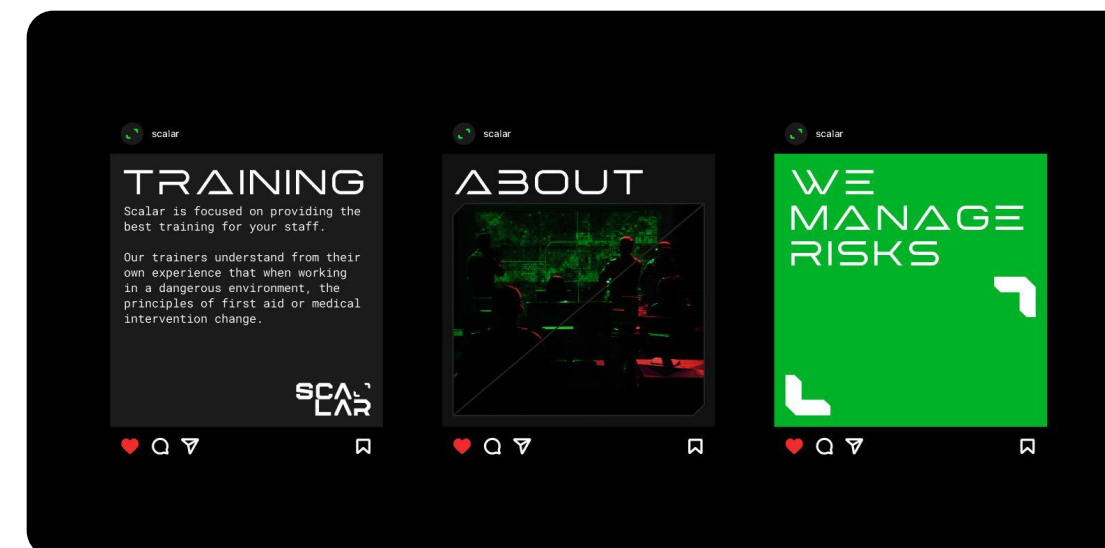 scalar
TRAINING
Scalar is focused on providing the
best training for your staff.
Our trainers understand from their
own experience that when working
in a dangerous environment, the
principles of first aid or medical
intervention change.
SCA
LAR
scalar
ABOUT
scalar
WE
MANAGE
RISKS